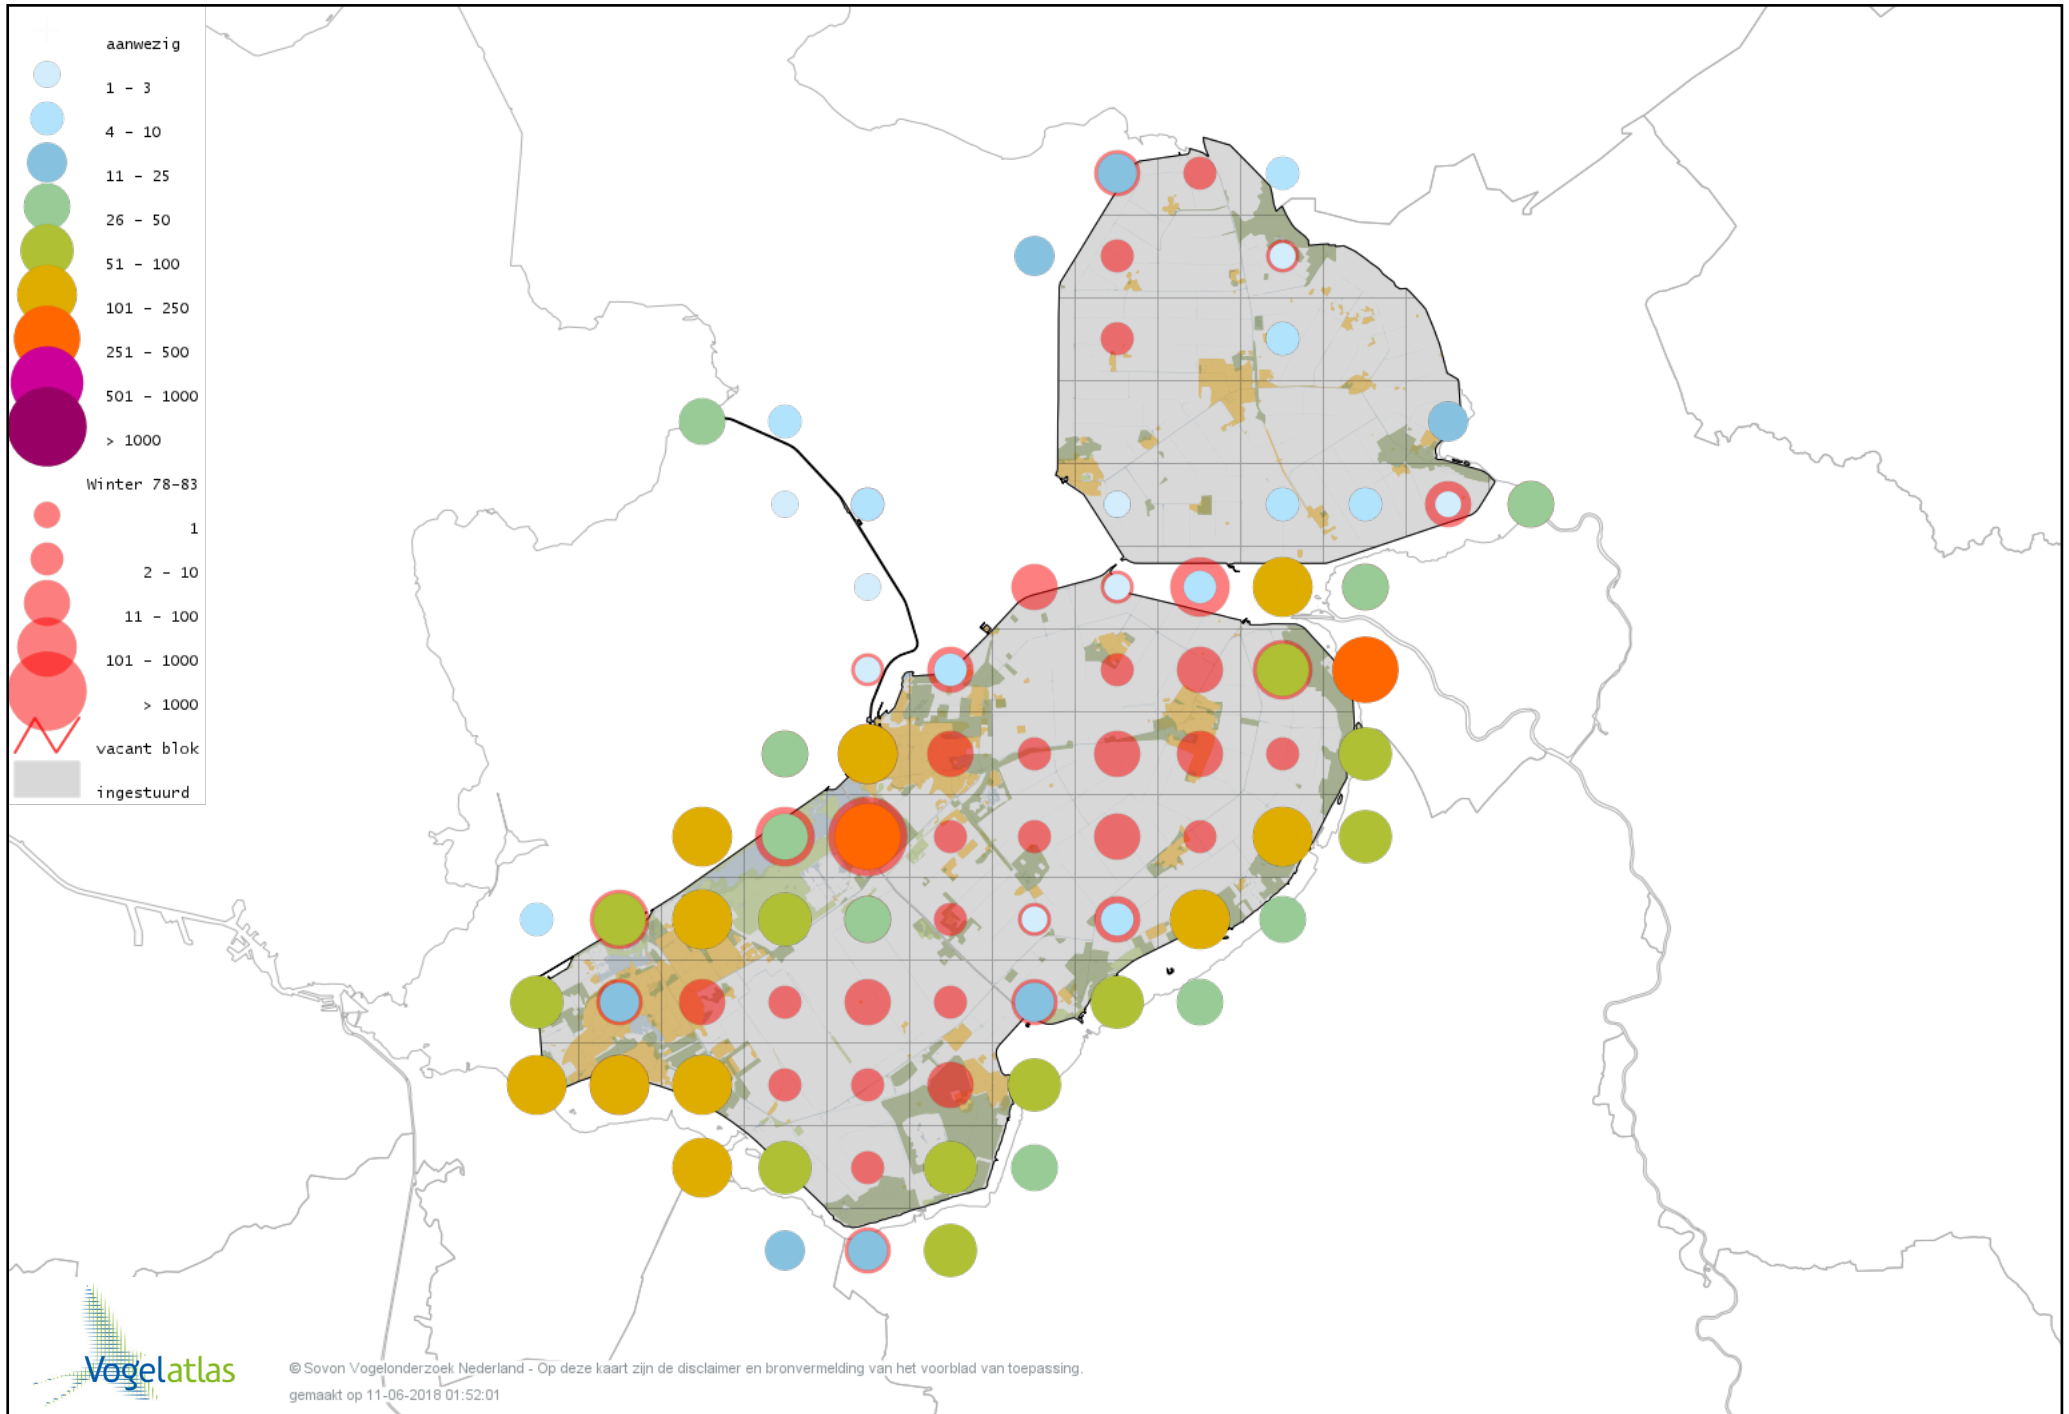 aanwezig
1 – 3
4 – 10
11 – 25
26 – 50
51 – 100
101 – 250
251 – 500
501 – 1000
> 1000
Winter 78-83
1
2 – 10
11 – 100
101 – 1000
> 1000
vacant blok
ingestuurd
Vogelatlas
© Sovon Vogelonderzoek Nederland - Op deze kaart zijn de disclaimer en bronvermelding van het voorblad van toepassing.
gemaakt op 11-06-2018 01:52:01